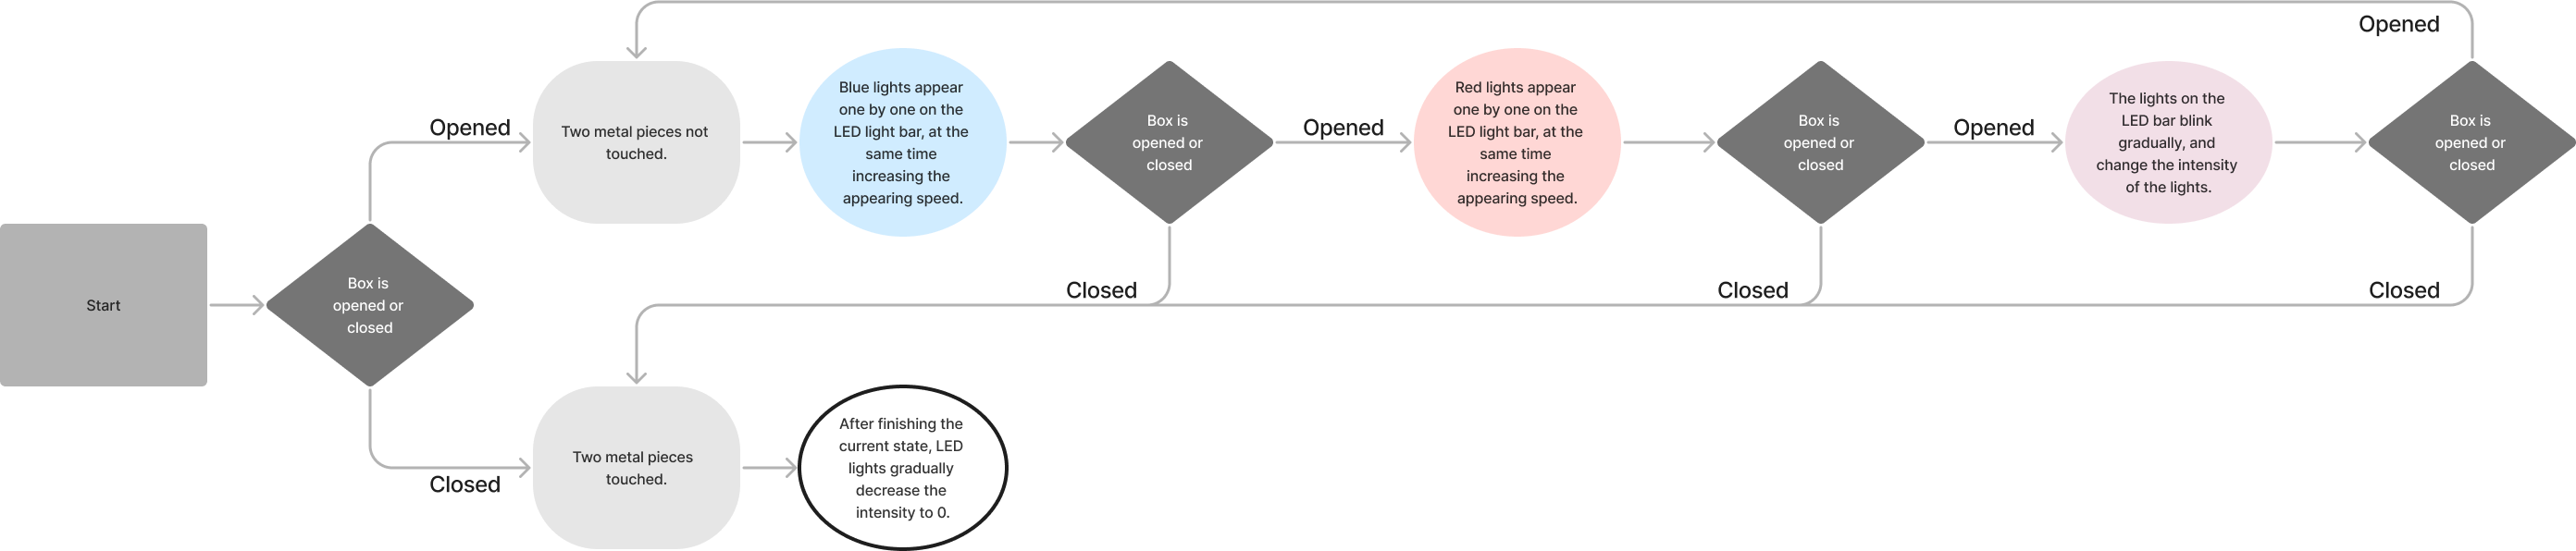 Opened
Opened
Two metal pieces not
touched.
Blue lights appear
one by one on the
LED light bar, at the
same time
increasing the
appearing speed.
Box is
opened or
closed
Opened
Red lights appear
one by one on the
LED light bar, at the
same time
increasing the
appearing speed.
Box is
opened or
closed
Opened
The lights on the
LED bar blink
gradually, and
change the intensity
of the lights.
Box is
opened or
closed
Start
Box is
opened or
closed
Closed
Closed
Closed
Closed
Two metal pieces
touched.
After finishing the
current state, LED
lights gradually
decrease the
intensity to 0.